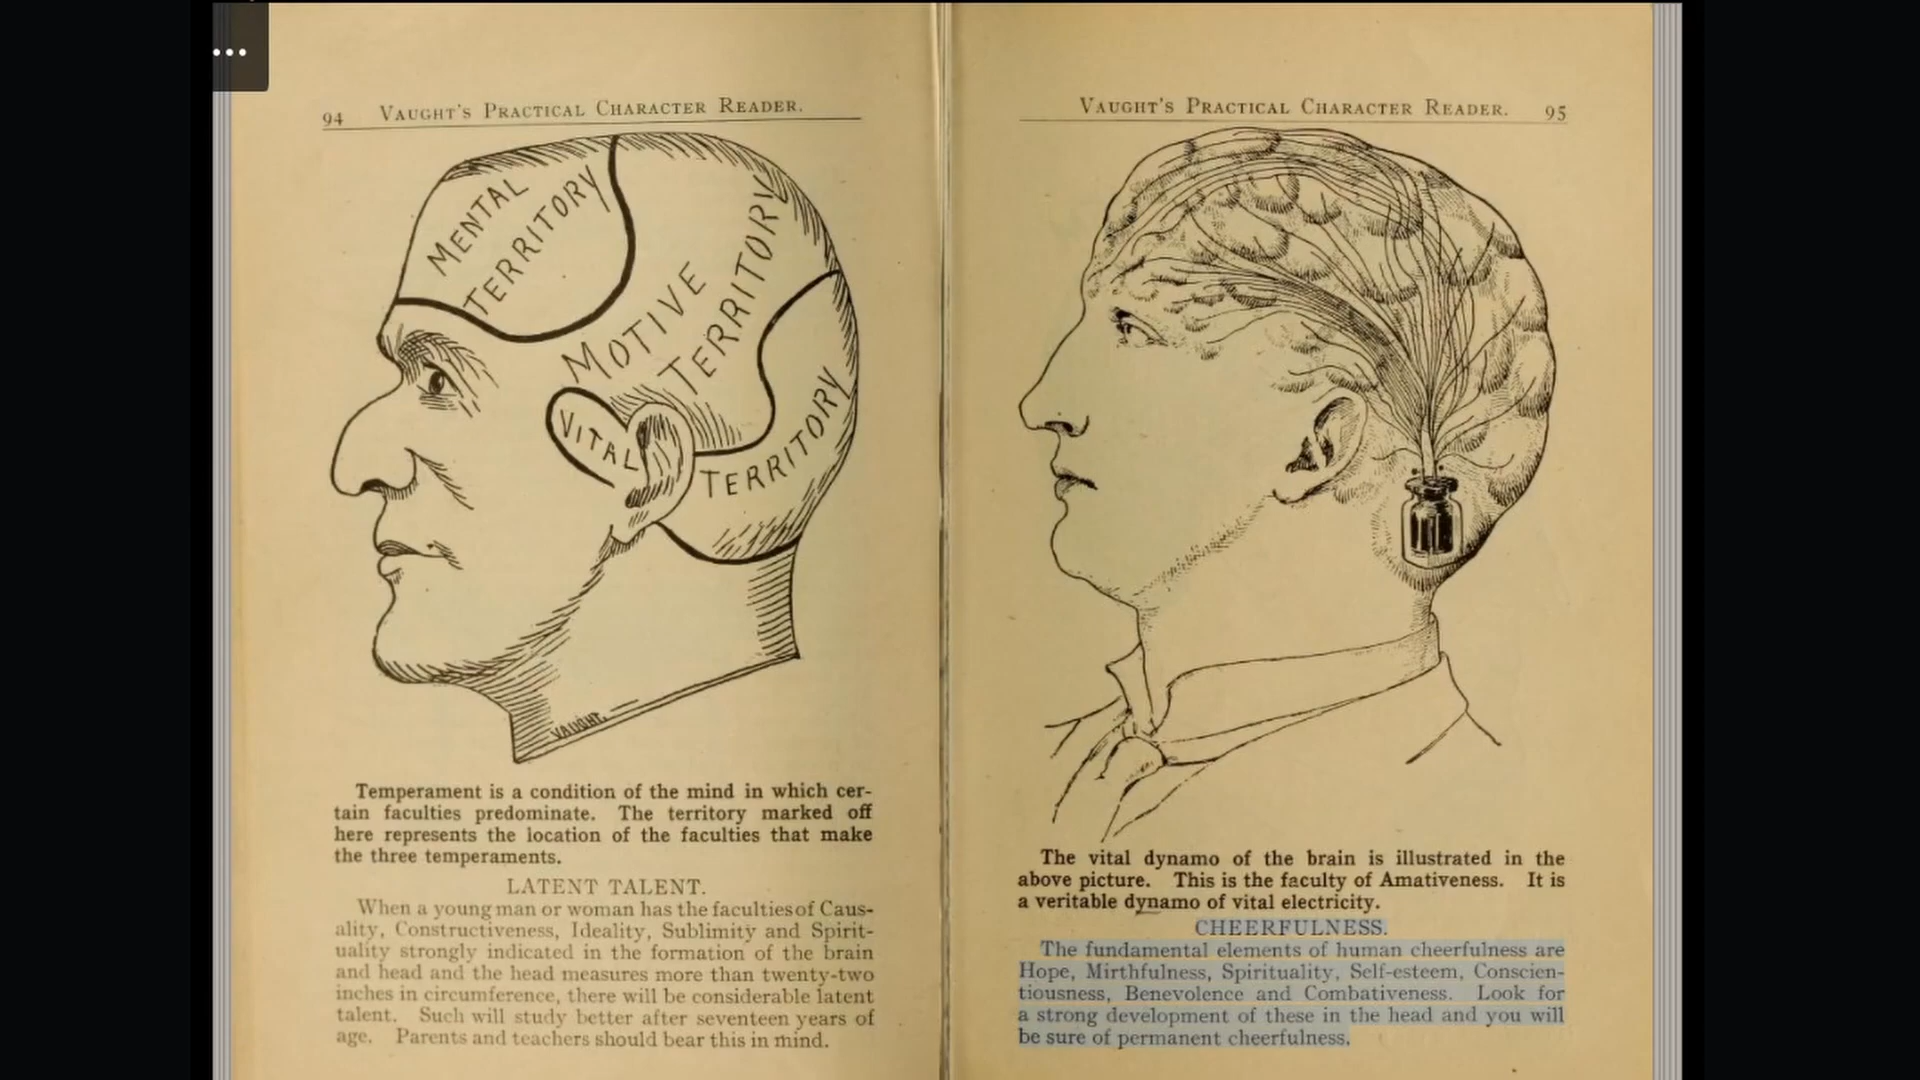 94 VAUGHT'S PRACTICAL CHARACTER READER.
MENTAL
TERRITORY
MOTIVE
TERRITORY
VITAL
TERRITORY
VAUGHT.
Temperament is a condition of the mind in which cer-
tain faculties predominate. The territory marked off
here represents the location of the faculties that make
the three temperaments.
LATENT TALENT.
When a young man or woman has the faculties of Caus-
ality, Constructiveness, Ideality, Sublimity and Spirit-
uality strongly indicated in the formation of the brain
and head and the head measures more than twenty-two
inches in circumference, there will be considerable latent
talent. Such will study better after seventeen years of
age. Parents and teachers should bear this in mind.
VAUGHT'S PRACTICAL CHARACTER READER. 95
The vital dynamo of the brain is illustrated in the
above picture. This is the faculty of Amativeness. It is
a veritable dynamo of vital electricity.
CHEERFULNESS.
The fundamental elements of human cheerfulness are
Hope, Mirthfulness, Spirituality, Self-esteem, Conscien-
tiousness, Benevolence and Combativeness. Look for
a strong development of these in the head and you will
be sure of permanent cheerfulness.